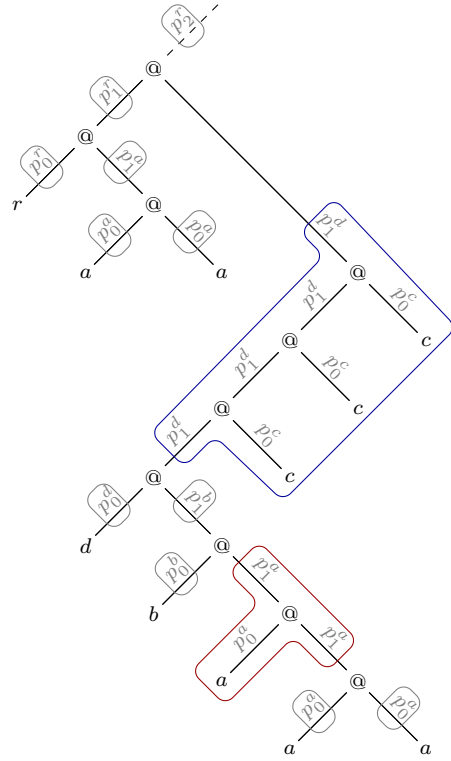 p_2^r
@
p_1^r
@
p_0^r p_1^a
r @
p_0^a p_0^a
p_1^d
a a @
p_1^d p_0^c
@ c
p_1^d p_0^c
@ c
p_1^d p_0^c
@ c
p_0^d p_1^b
d @
p_0^b p_1^a
b @
p_0^a p_1^a
a @
p_0^a p_0^a
a a